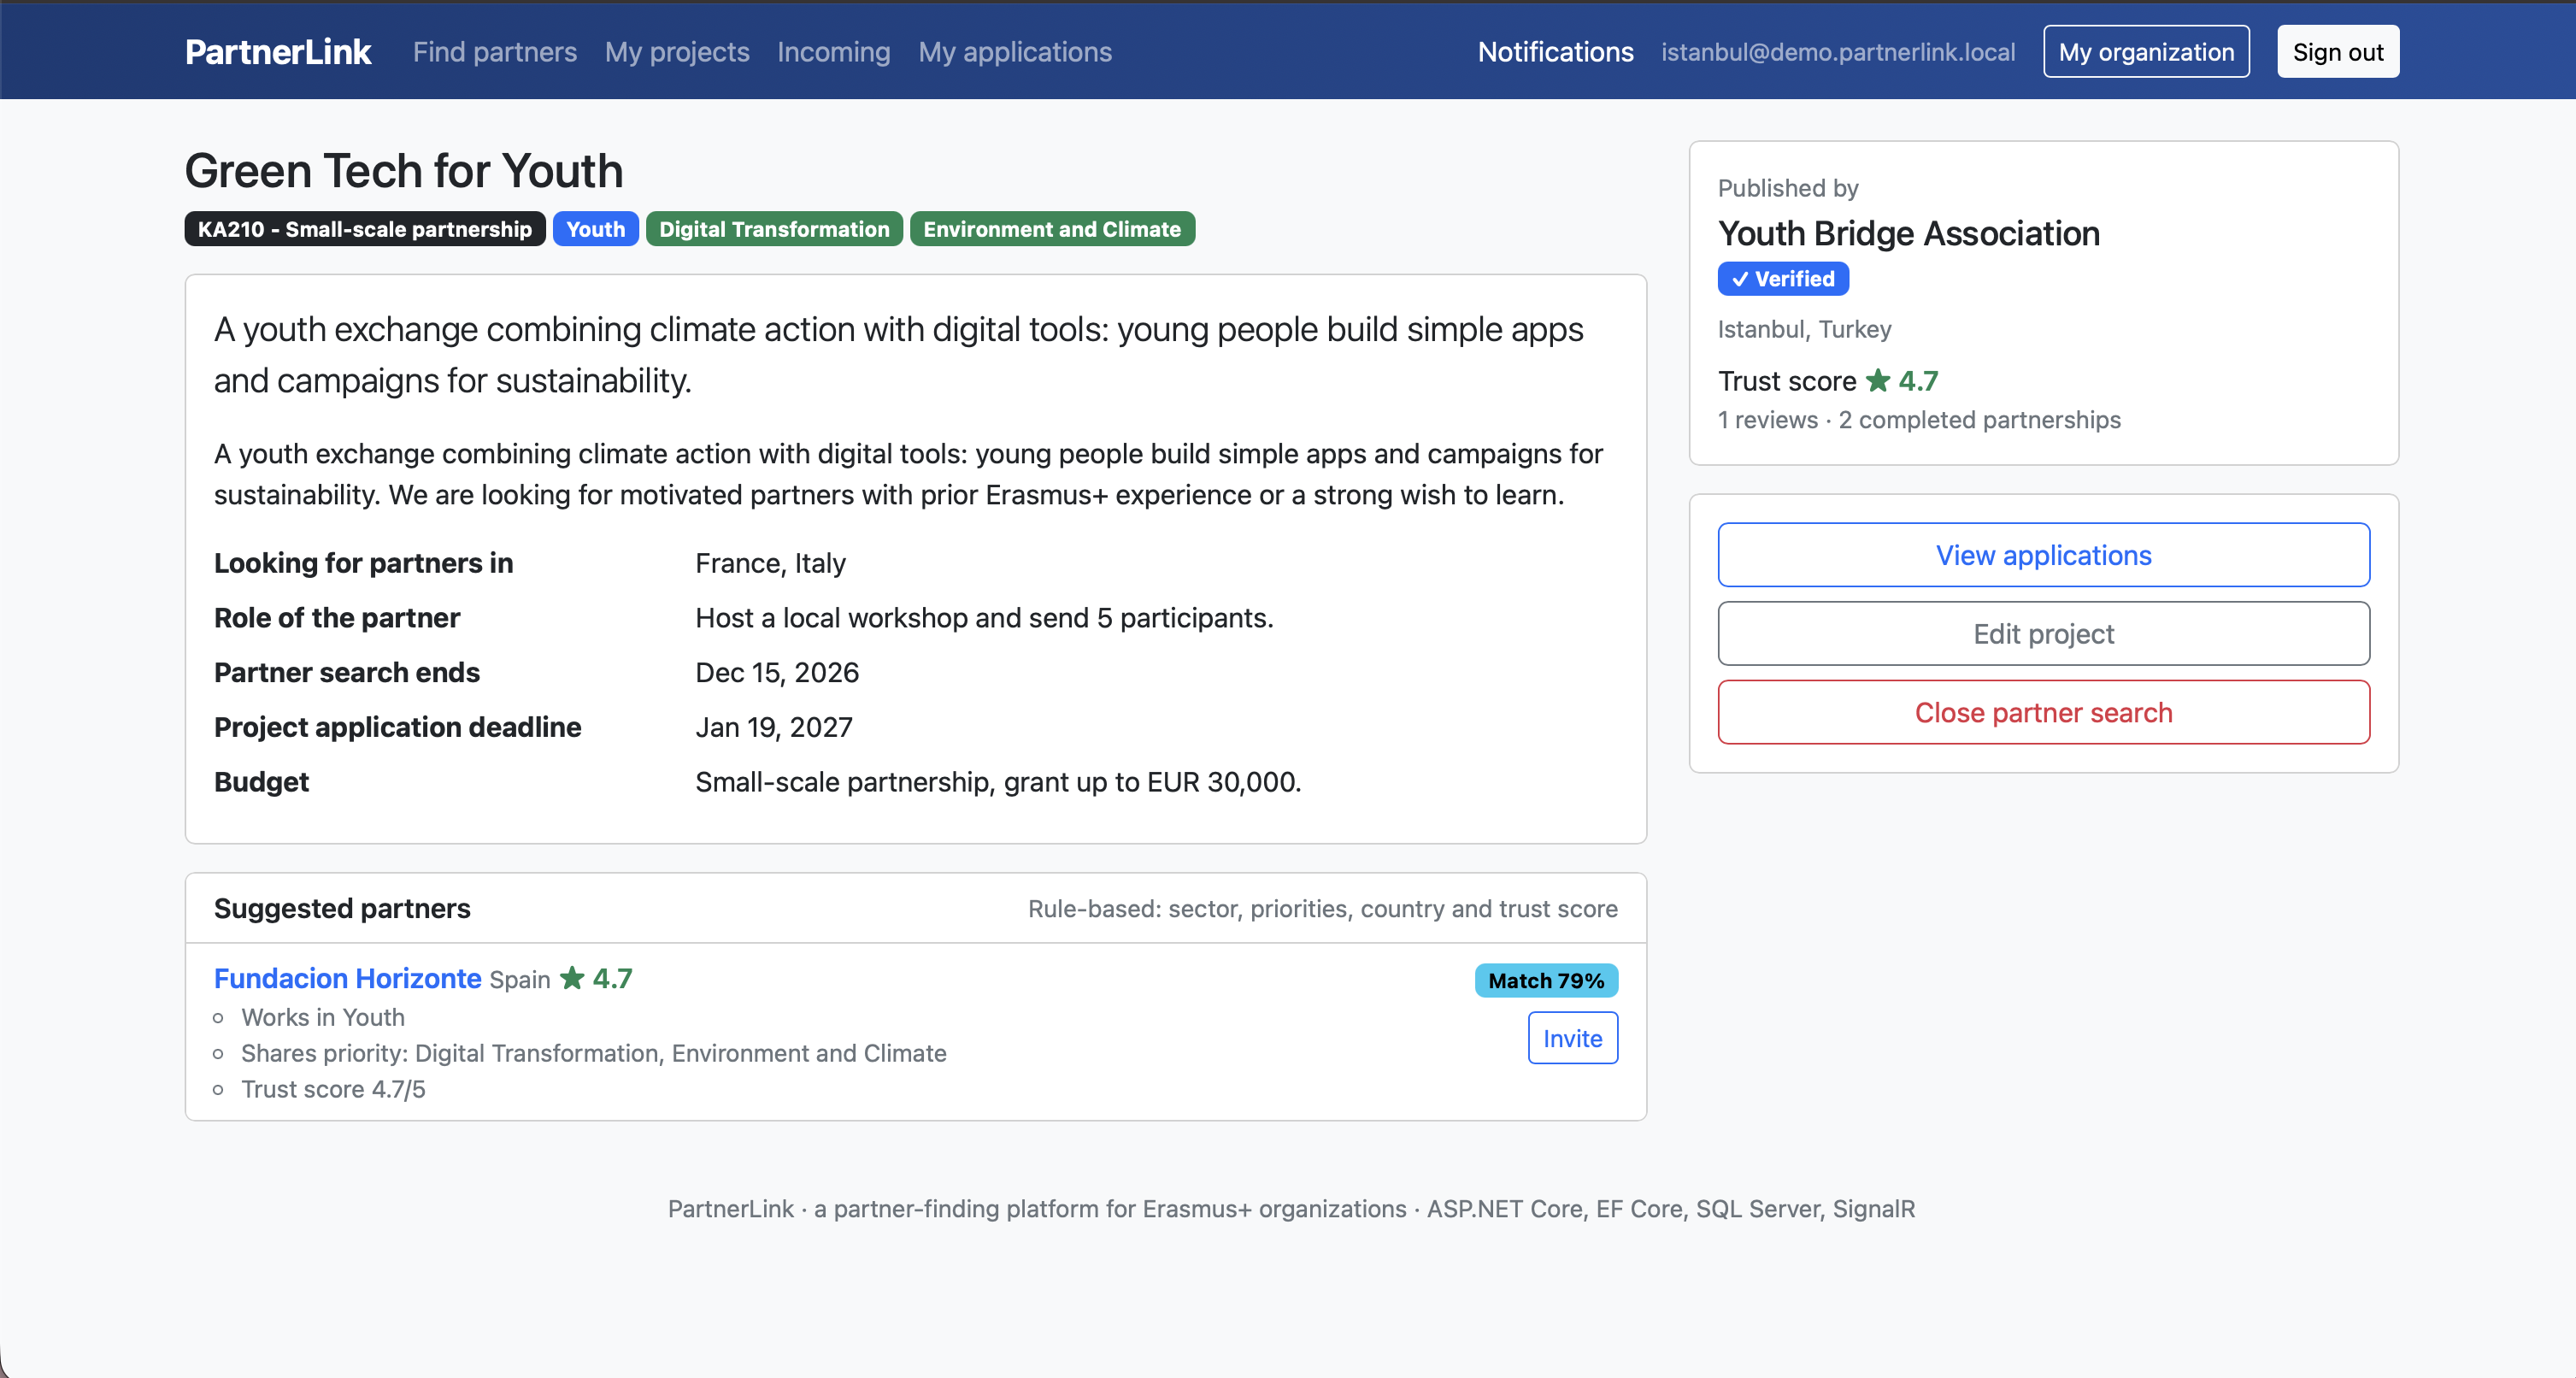 PartnerLink Find partners My projects Incoming My applications Notifications istanbul@demo.partnerlink.local My organization Sign out
Green Tech for Youth
KA210 - Small-scale partnership Youth Digital Transformation Environment and Climate
A youth exchange combining climate action with digital tools: young people build simple apps
and campaigns for sustainability.
A youth exchange combining climate action with digital tools: young people build simple apps and campaigns for
sustainability. We are looking for motivated partners with prior Erasmus+ experience or a strong wish to learn.
Looking for partners in France, Italy
Role of the partner Host a local workshop and send 5 participants.
Partner search ends Dec 15, 2026
Project application deadline Jan 19, 2027
Budget Small-scale partnership, grant up to EUR 30,000.
Suggested partners Rule-based: sector, priorities, country and trust score
Fundacion Horizonte Spain ★ 4.7 Match 79%
Works in Youth
Invite
Shares priority: Digital Transformation, Environment and Climate
Trust score 4.7/5
Published by
Youth Bridge Association
✓ Verified
Istanbul, Turkey
Trust score ★ 4.7
1 reviews · 2 completed partnerships
View applications
Edit project
Close partner search
PartnerLink · a partner-finding platform for Erasmus+ organizations · ASP.NET Core, EF Core, SQL Server, SignalR